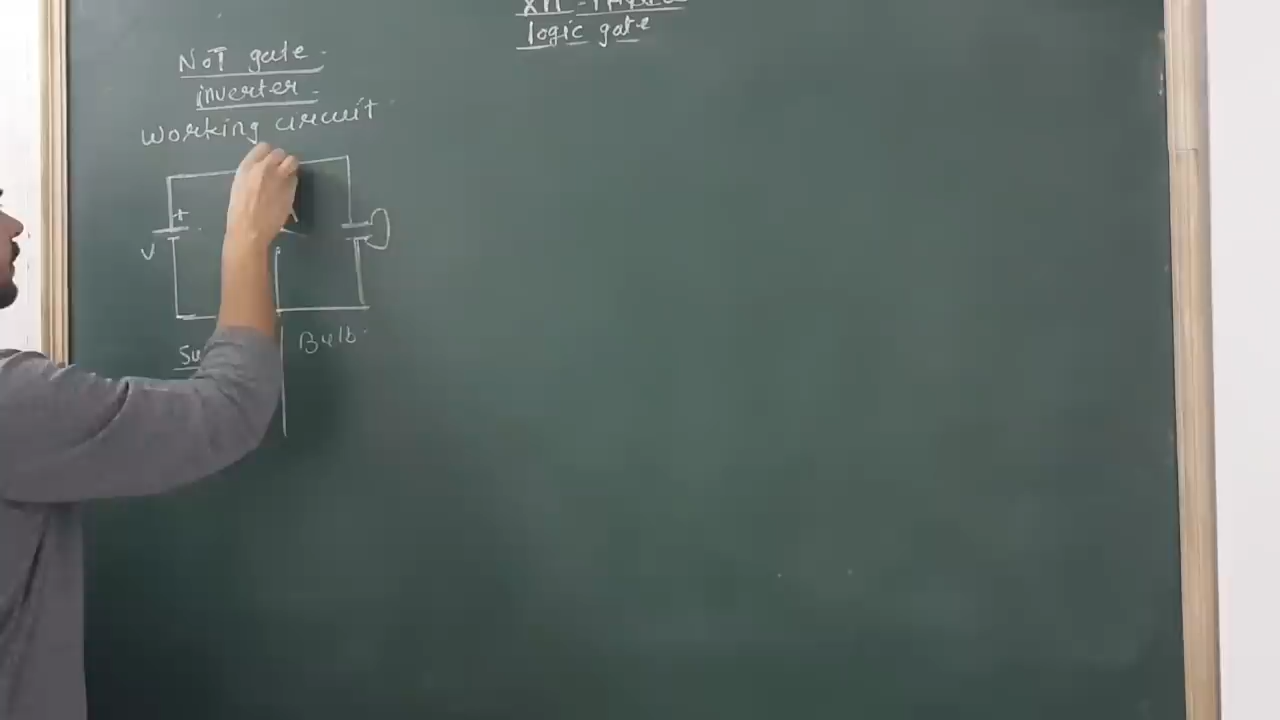 logic gate
NOT gate
inverter
Working circuit
+
V
Bulb